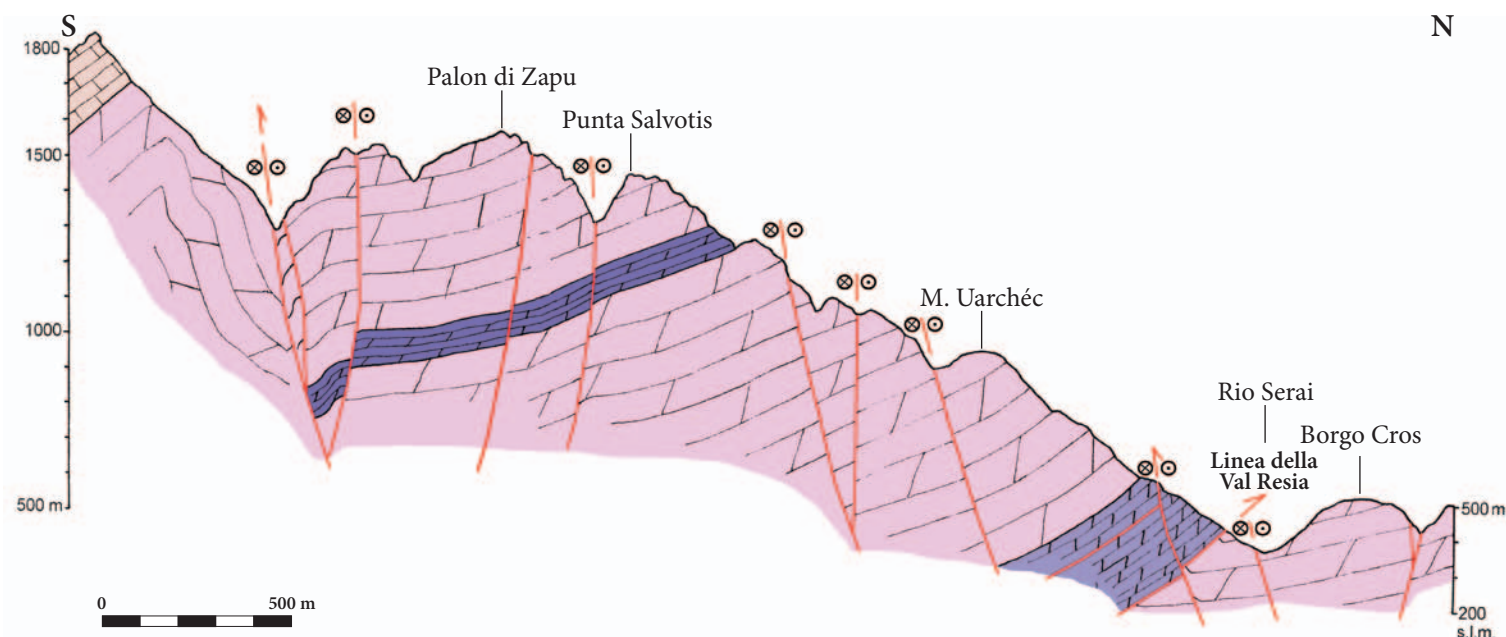 S
N
1800
Palon di Zapu
Punta Salvotis
1500
M. Uarchéc
1000
Rio Serai
Linea della
Val Resia
Borgo Cros
500 m
500 m
0
500 m
200
s.l.m